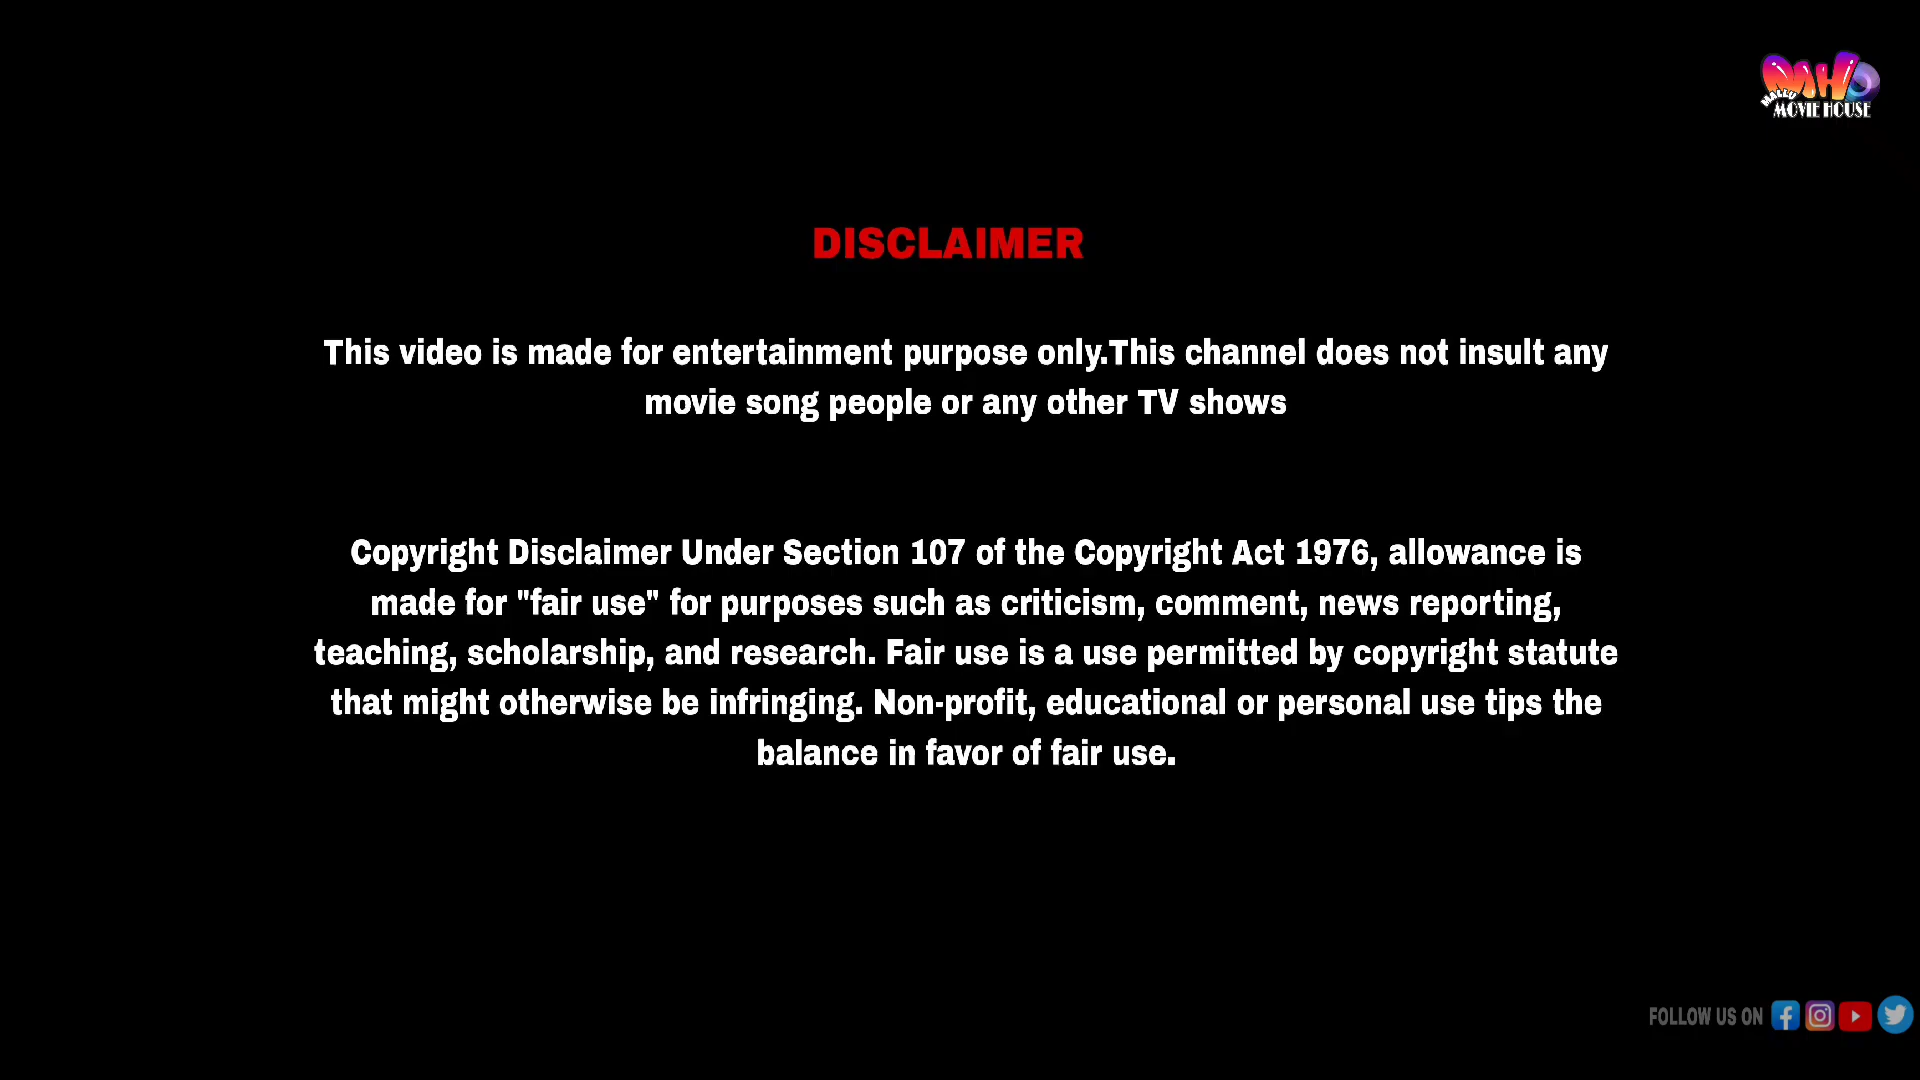 MALLU
MOVIE HOUSE
DISCLAIMER
This video is made for entertainment purpose only.This channel does not insult any
movie song people or any other TV shows
Copyright Disclaimer Under Section 107 of the Copyright Act 1976, allowance is
made for "fair use" for purposes such as criticism, comment, news reporting,
teaching, scholarship, and research. Fair use is a use permitted by copyright statute
that might otherwise be infringing. Non-profit, educational or personal use tips the
balance in favor of fair use.
FOLLOW US ON